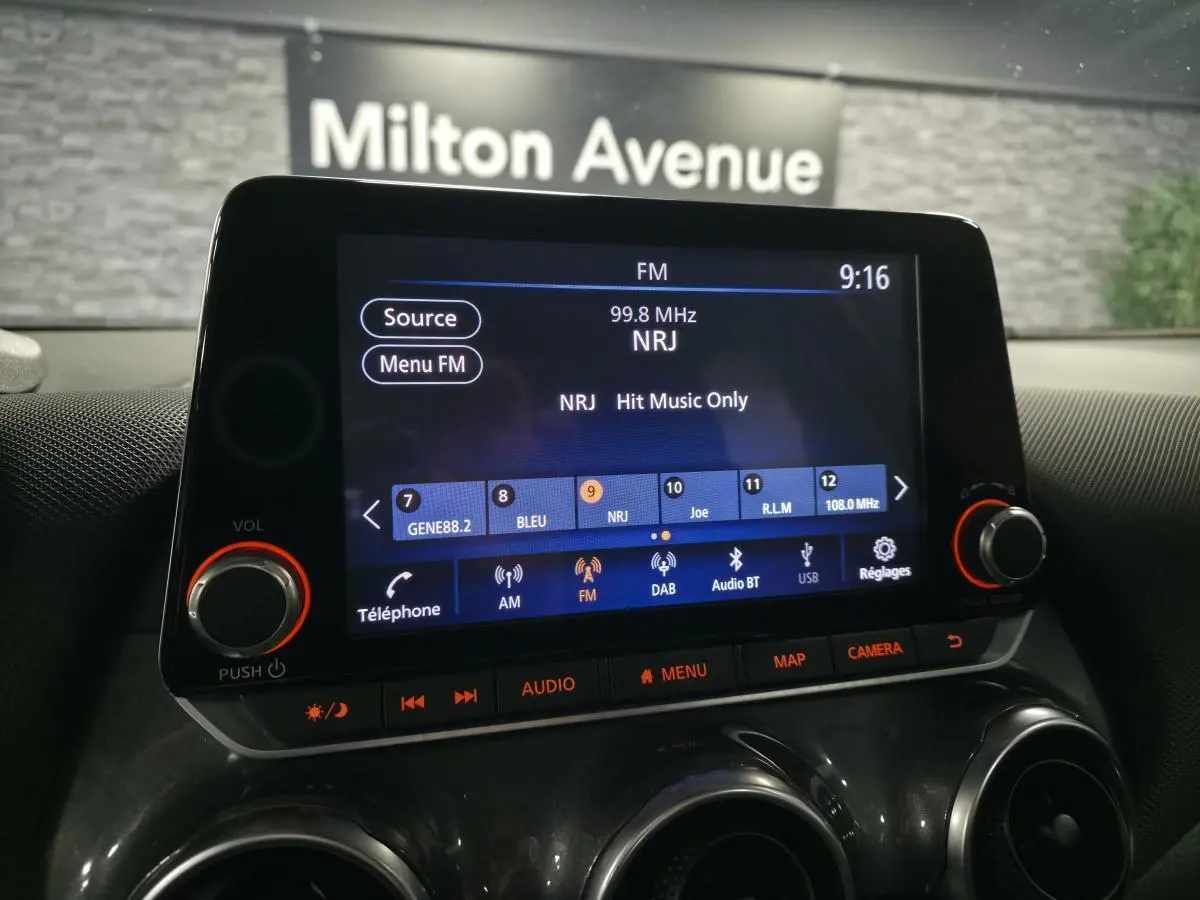 Milton Avenue
FM
9:16
Source
99.8 MHz
NRJ
Menu FM
NRJ Hit Music Only
7
GENE88.2
8
BLEU
9
NRJ
10
Joe
11
R.L.M
12
108.0 MHz
Téléphone
AM
FM
DAB
Audio BT
USB
Réglages
VOL
PUSH
AUDIO
MENU
MAP
CAMERA